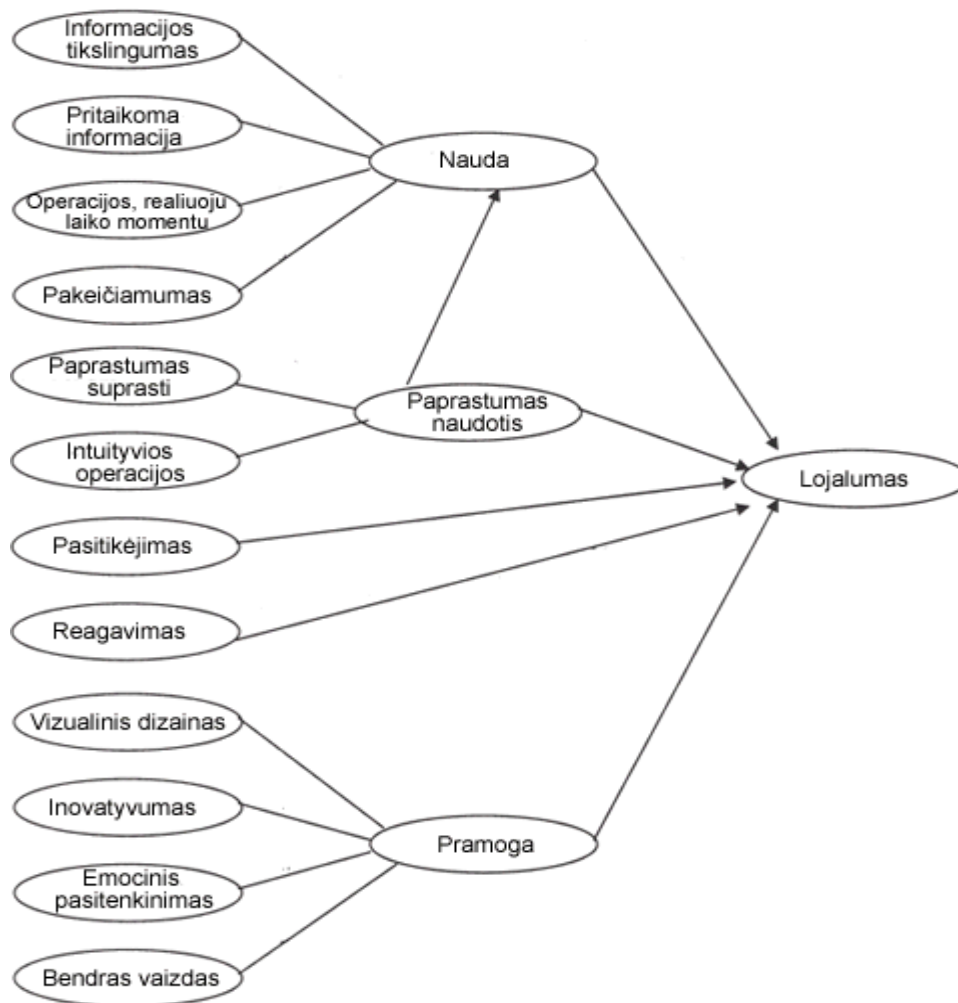 Informacijos
tikslingumas
Pritaikoma
informacija
Nauda
Operacijos, realiuoju
laiko momentu
Pakeičiamumas
Paprastumas
suprasti
Paprastumas
naudotis
Intuityvios
operacijos
Lojalumas
Pasitikėjimas
Reagavimas
Vizualinis dizainas
Inovatyvumas
Pramoga
Emocinis
pasitenkinimas
Bendras vaizdas